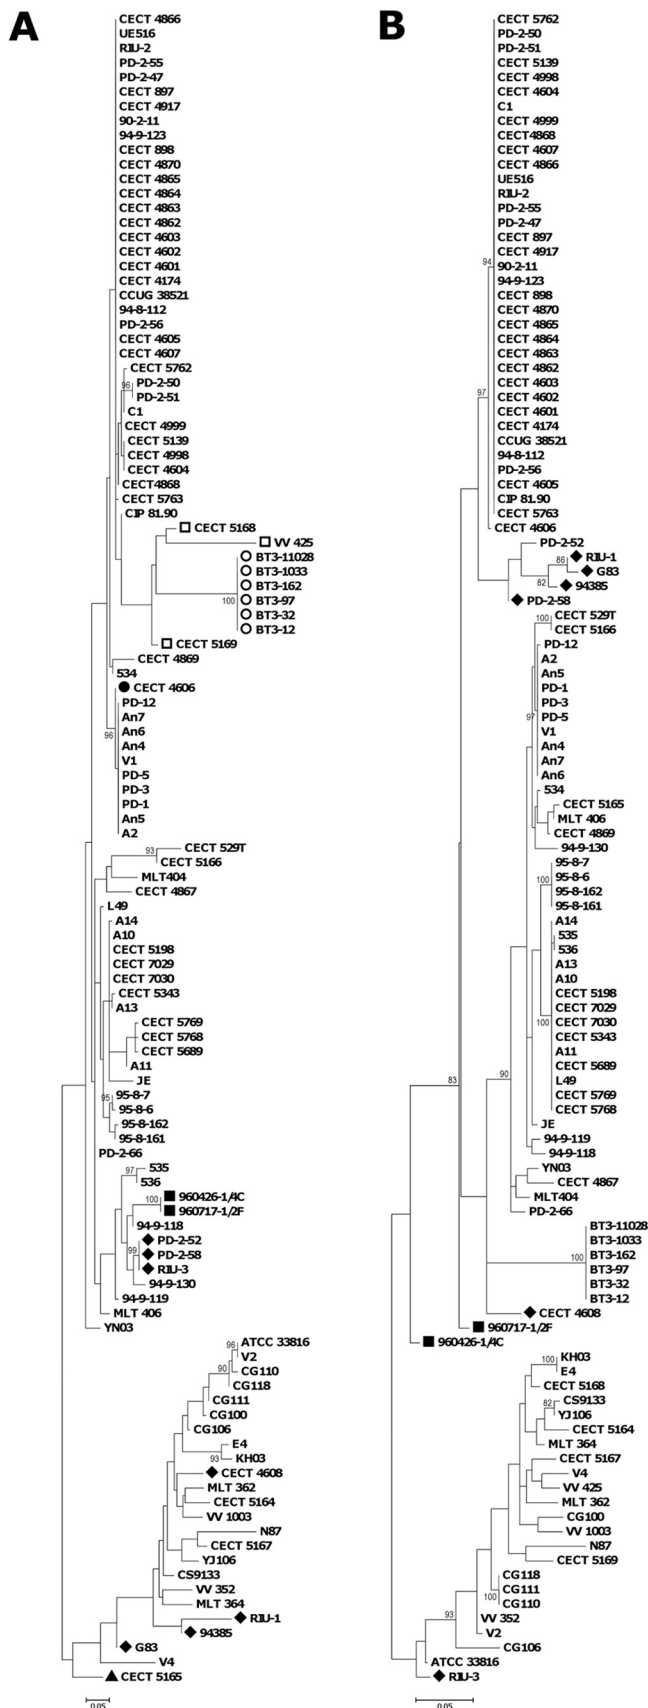 A
CECT 4866
UE516
RIU-2
PD-2-55
PD-2-47
CECT 897
CECT 4917
90-2-11
94-9-123
CECT 898
CECT 4870
CECT 4865
CECT 4864
CECT 4863
CECT 4862
CECT 4603
CECT 4602
CECT 4601
CECT 4174
CCUG 38521
94-8-112
PD-2-56
CECT 4605
CECT 4607
CECT 5762
96
PD-2-50
PD-2-51
C1
CECT 4999
CECT 5139
CECT 4998
CECT 4604
CECT4868
CECT 5763
CIP 81.90
CECT 5168
VV 425
BT3-11028
BT3-1033
BT3-162
BT3-97
100
BT3-32
BT3-12
CECT 5169
CECT 4869
534
CECT 4606
PD-12
An7
An6
96
An4
V1
PD-5
PD-3
PD-1
An5
A2
CECT 529T
93
CECT 5166
MLT404
CECT 4867
L49
A14
A10
CECT 5198
CECT 7029
CECT 7030
CECT 5343
A13
CECT 5769
CECT 5768
CECT 5689
A11
JE
95-8-7
95
95-8-6
95-8-162
95-8-161
PD-2-66
535
97
536
960426-1/4C
100
960717-1/2F
94-9-118
PD-2-52
PD-2-58
99
RIU-3
94-9-130
94-9-119
MLT 406
YN03
ATCC 33816
96
V2
CG110
90
CG118
CG111
CG100
CG106
E4
93
KH03
CECT 4608
MLT 362
CECT 5164
VV 1003
N87
CECT 5167
YJ106
CS9133
VV 352
MLT 364
RIU-1
94385
G83
V4
CECT 5165
0.05
B
CECT 5762
PD-2-50
PD-2-51
CECT 5139
CECT 4998
CECT 4604
C1
CECT 4999
CECT4868
CECT 4607
CECT 4866
UE516
RIU-2
PD-2-55
PD-2-47
CECT 897
CECT 4917
94
90-2-11
94-9-123
CECT 898
CECT 4870
CECT 4865
CECT 4864
CECT 4863
CECT 4862
CECT 4603
97
CECT 4602
CECT 4601
CECT 4174
CCUG 38521
94-8-112
PD-2-56
CECT 4605
CIP 81.90
CECT 5763
CECT 4606
PD-2-52
RIU-1
86
G83
82
94385
PD-2-58
CECT 529T
100
CECT 5166
PD-12
A2
An5
PD-1
PD-3
97
PD-5
V1
An4
An7
An6
534
CECT 5165
MLT 406
CECT 4869
94-9-130
95-8-7
95-8-6
100
95-8-162
95-8-161
A14
535
536
A13
A10
CECT 5198
CECT 7029
CECT 7030
100
CECT 5343
A11
CECT 5689
L49
90
CECT 5769
83
CECT 5768
JE
94-9-119
94-9-118
YN03
CECT 4867
MLT404
PD-2-66
BT3-11028
BT3-1033
BT3-162
100
BT3-97
BT3-32
BT3-12
CECT 4608
960717-1/2F
960426-1/4C
KH03
100
E4
CECT 5168
CS9133
82
YJ106
CECT 5164
MLT 364
CECT 5167
V4
VV 425
MLT 362
CG100
VV 1003
N87
CECT 5169
CG118
CG111
100
CG110
93
VV 352
V2
CG106
ATCC 33816
RIU-3
0.05